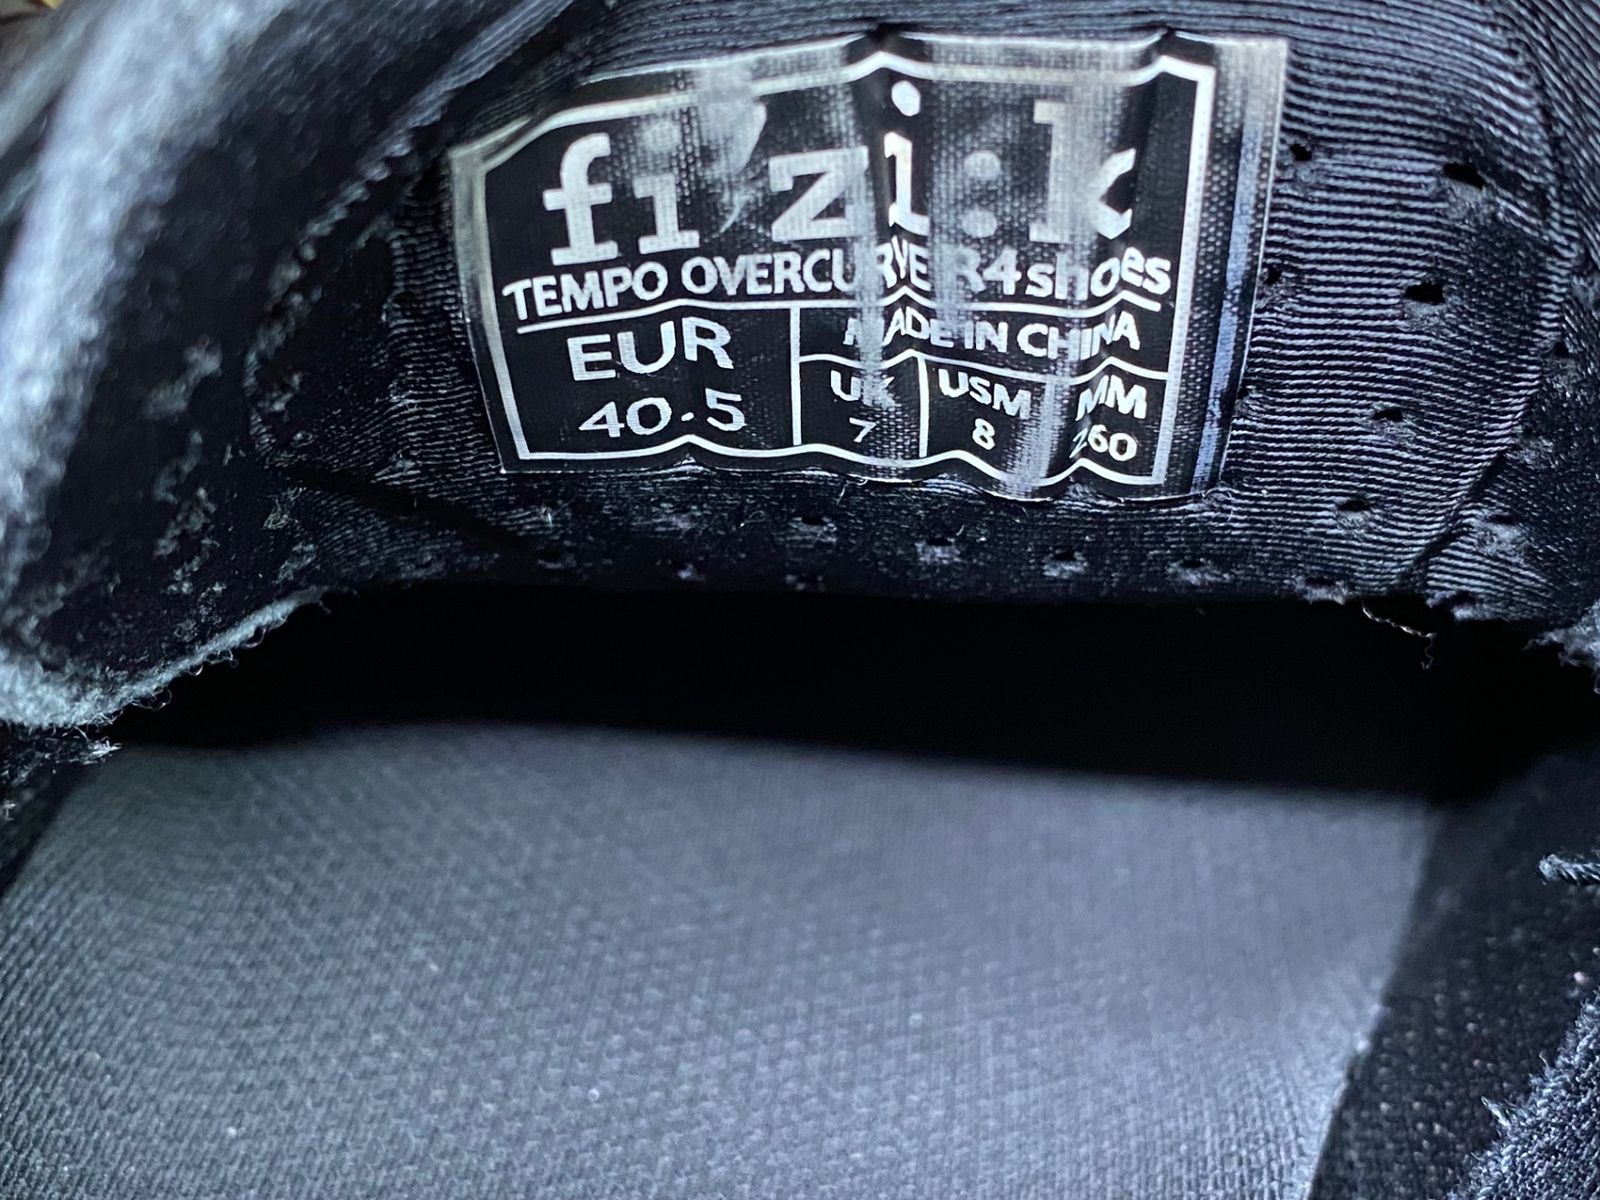 fi'zi:k
TEMPO OVERCURVE R4 shoes
EUR
40.5
MADE IN CHINA
UK USM MM
7 8 260